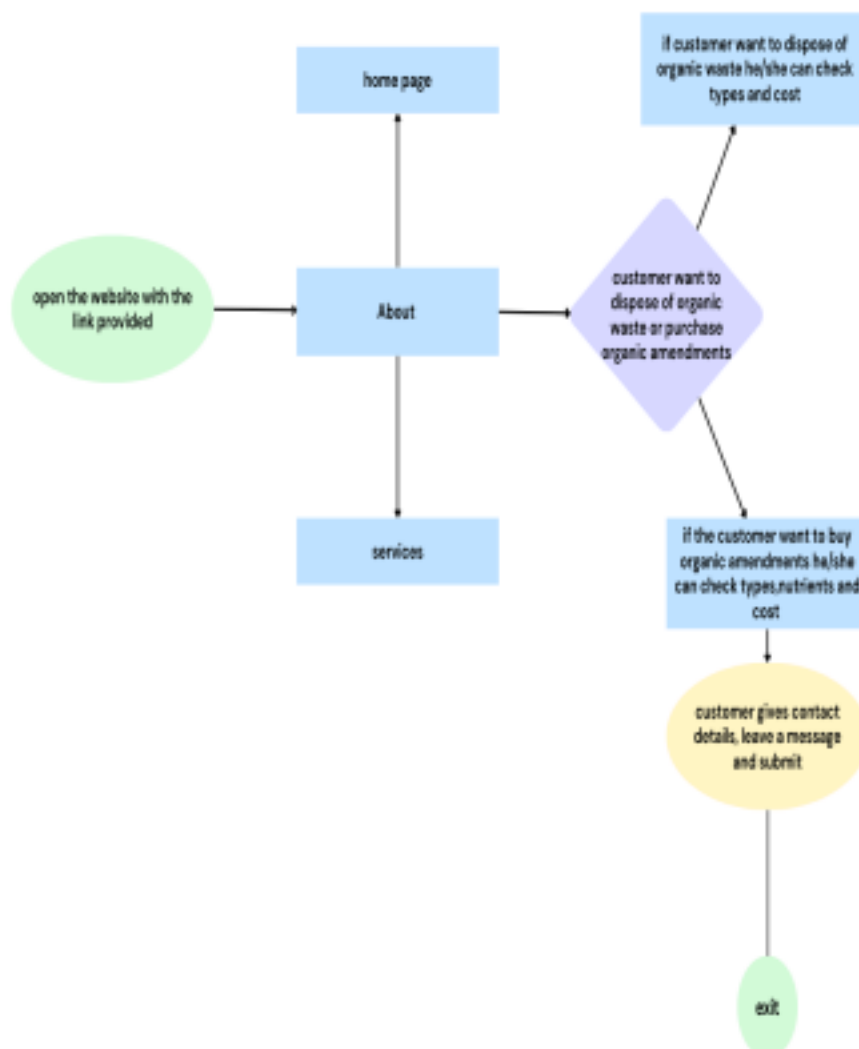 if customer want to dispose of
organic waste he/she can check
types and cost
home page
open the website with the
link provided
About
customer want to
dispose of organic
waste or purchase
organic amendments
services
if the customer want to buy
organic amendments he/she
can check types,nutrients and
cost
customer gives contact
details, leave a message
and submit
exit